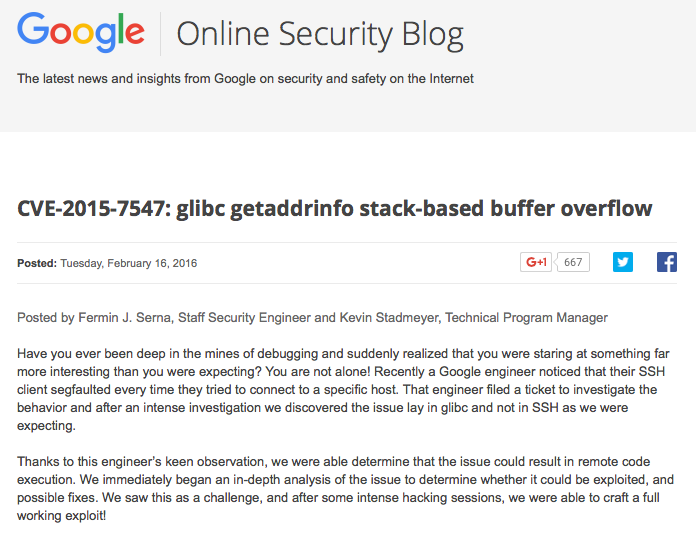 Google Online Security Blog
The latest news and insights from Google on security and safety on the Internet
CVE-2015-7547: glibc getaddrinfo stack-based buffer overflow
Posted: Tuesday, February 16, 2016
G+1 667
Posted by Fermin J. Serna, Staff Security Engineer and Kevin Stadmeyer, Technical Program Manager
Have you ever been deep in the mines of debugging and suddenly realized that you were staring at something far
more interesting than you were expecting? You are not alone! Recently a Google engineer noticed that their SSH
client segfaulted every time they tried to connect to a specific host. That engineer filed a ticket to investigate the
behavior and after an intense investigation we discovered the issue lay in glibc and not in SSH as we were
expecting.
Thanks to this engineer’s keen observation, we were able determine that the issue could result in remote code
execution. We immediately began an in-depth analysis of the issue to determine whether it could be exploited, and
possible fixes. We saw this as a challenge, and after some intense hacking sessions, we were able to craft a full
working exploit!